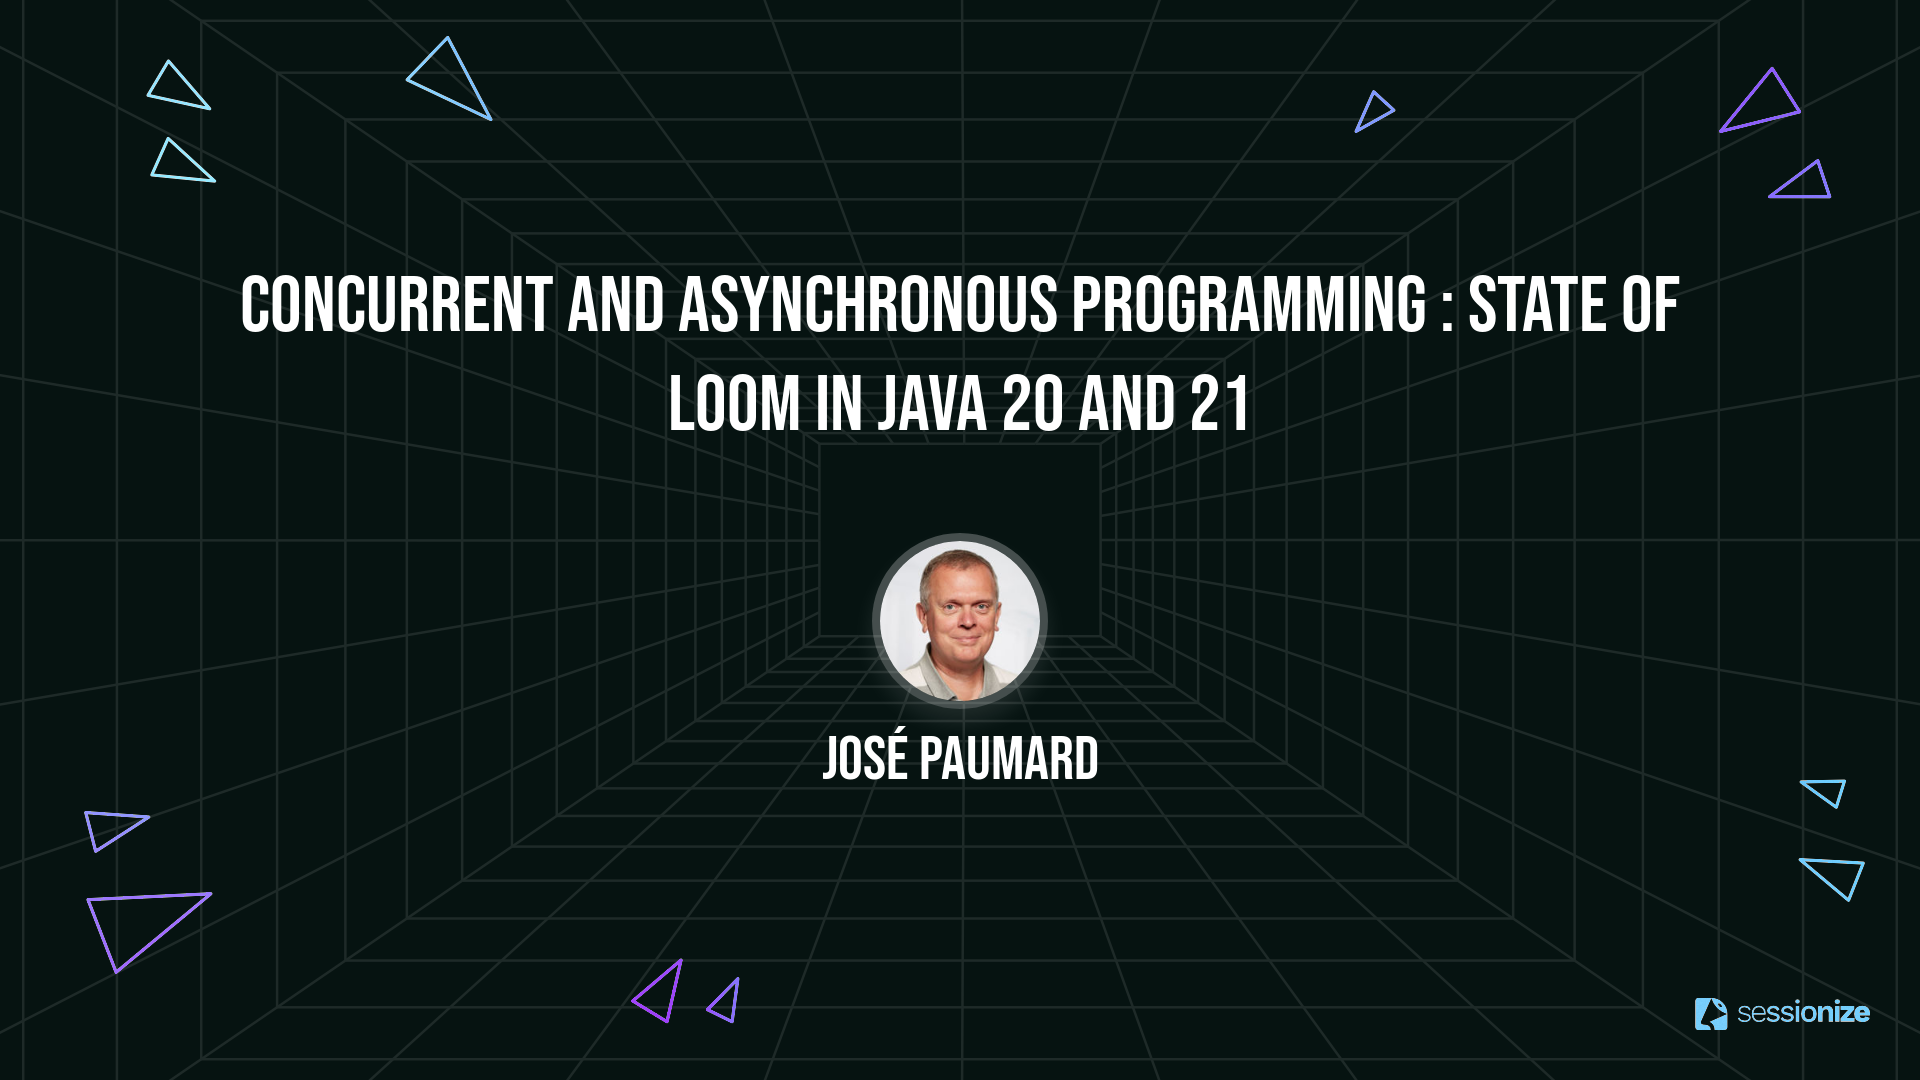 CONCURRENT AND ASYNCHRONOUS PROGRAMMING : STATE OF
LOOM IN JAVA 20 AND 21
JOSÉ PAUMARD
sessionize